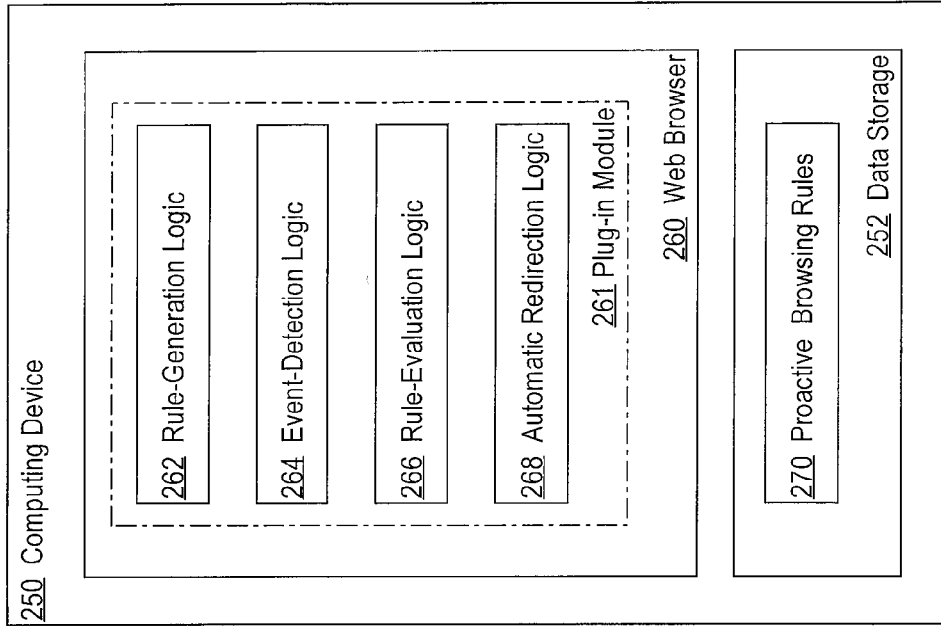 250 Computing Device
262 Rule-Generation Logic
264 Event-Detection Logic
266 Rule-Evaluation Logic
268 Automatic Redirection Logic
261 Plug-in Module
260 Web Browser
270 Proactive Browsing Rules
252 Data Storage